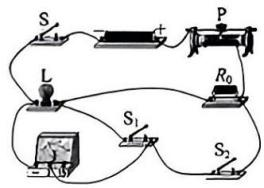 S - + P
L R₀
S₁ S₂